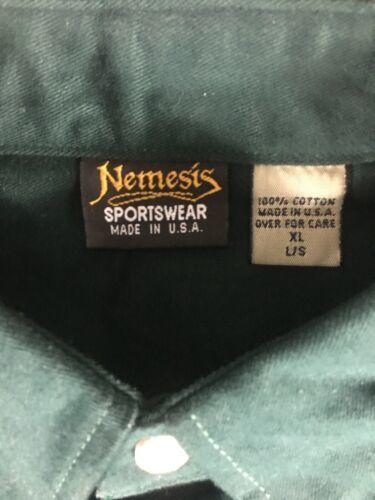 Nemesis
SPORTSWEAR
MADE IN U.S.A.
100% COTTON
MADE IN U.S.A.
OVER FOR CARE
XL
L/S